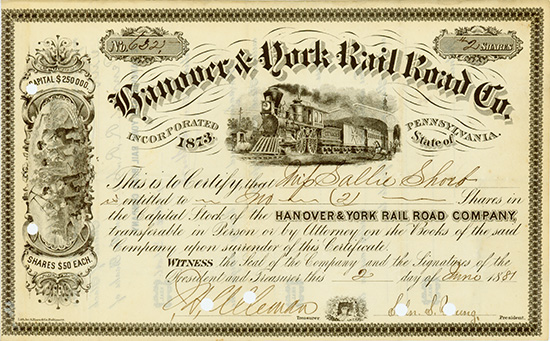 No. 652
2 SHARES
Hanover & York Rail Road Co.
CAPITAL $250.000.
INCORPORATED 1873.
PENNSYLVANIA.
State of
This is to Certify that Miss Sallie Shorb
is entitled to Two (2) Shares in
the Capital Stock of the HANOVER & YORK RAIL ROAD COMPANY,
transferable in Person or by Attorney on the Books of the said
Company upon surrender of this Certificate.
SHARES $50 EACH.
WITNESS the Seal of the Company and the Signatures of the
President and Treasurer this 2 day of June 1881
Treasurer
President.